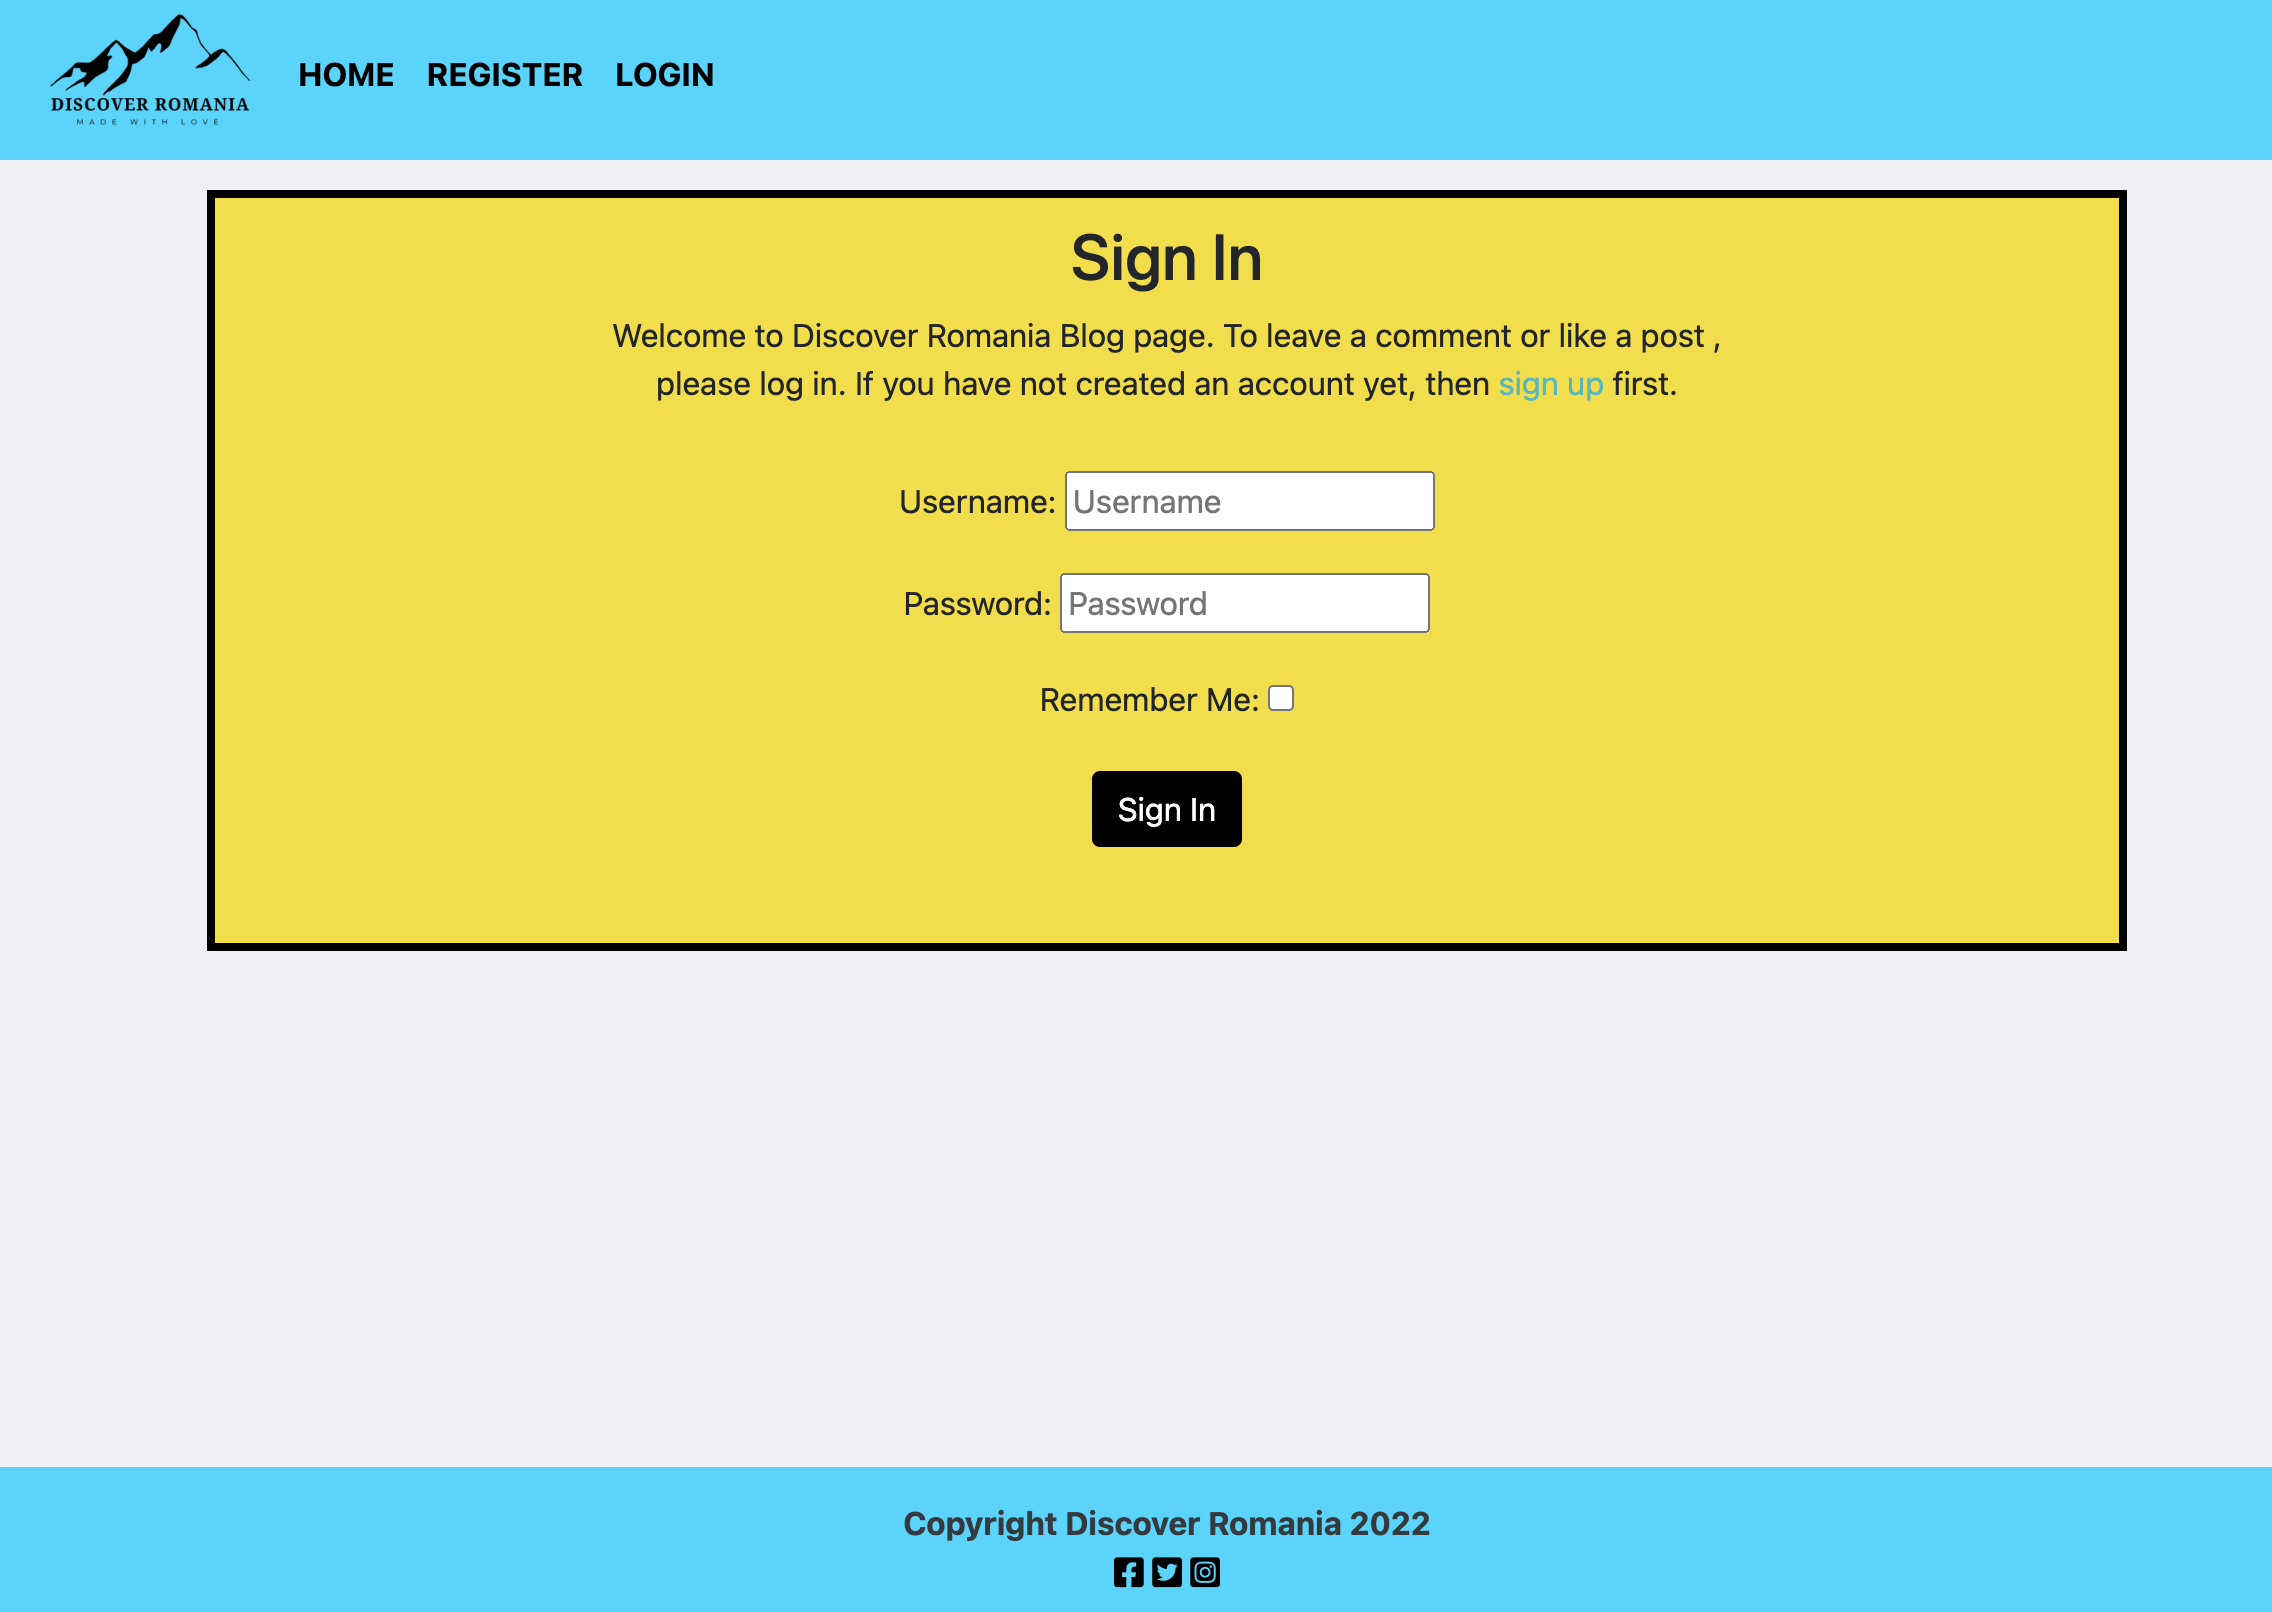 DISCOVER ROMANIA
MADE WITH LOVE
HOME REGISTER LOGIN
Sign In
Welcome to Discover Romania Blog page. To leave a comment or like a post ,
please log in. If you have not created an account yet, then sign up first.
Username: Username
Password: Password
Remember Me:
Sign In
Copyright Discover Romania 2022